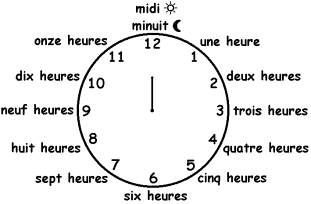 midi
minuit
onze heures 12 une heure
11 1
dix heures 10 2 deux heures
neuf heures 9 3 trois heures
huit heures 8 4 quatre heures
7 5
sept heures 6 cinq heures
six heures